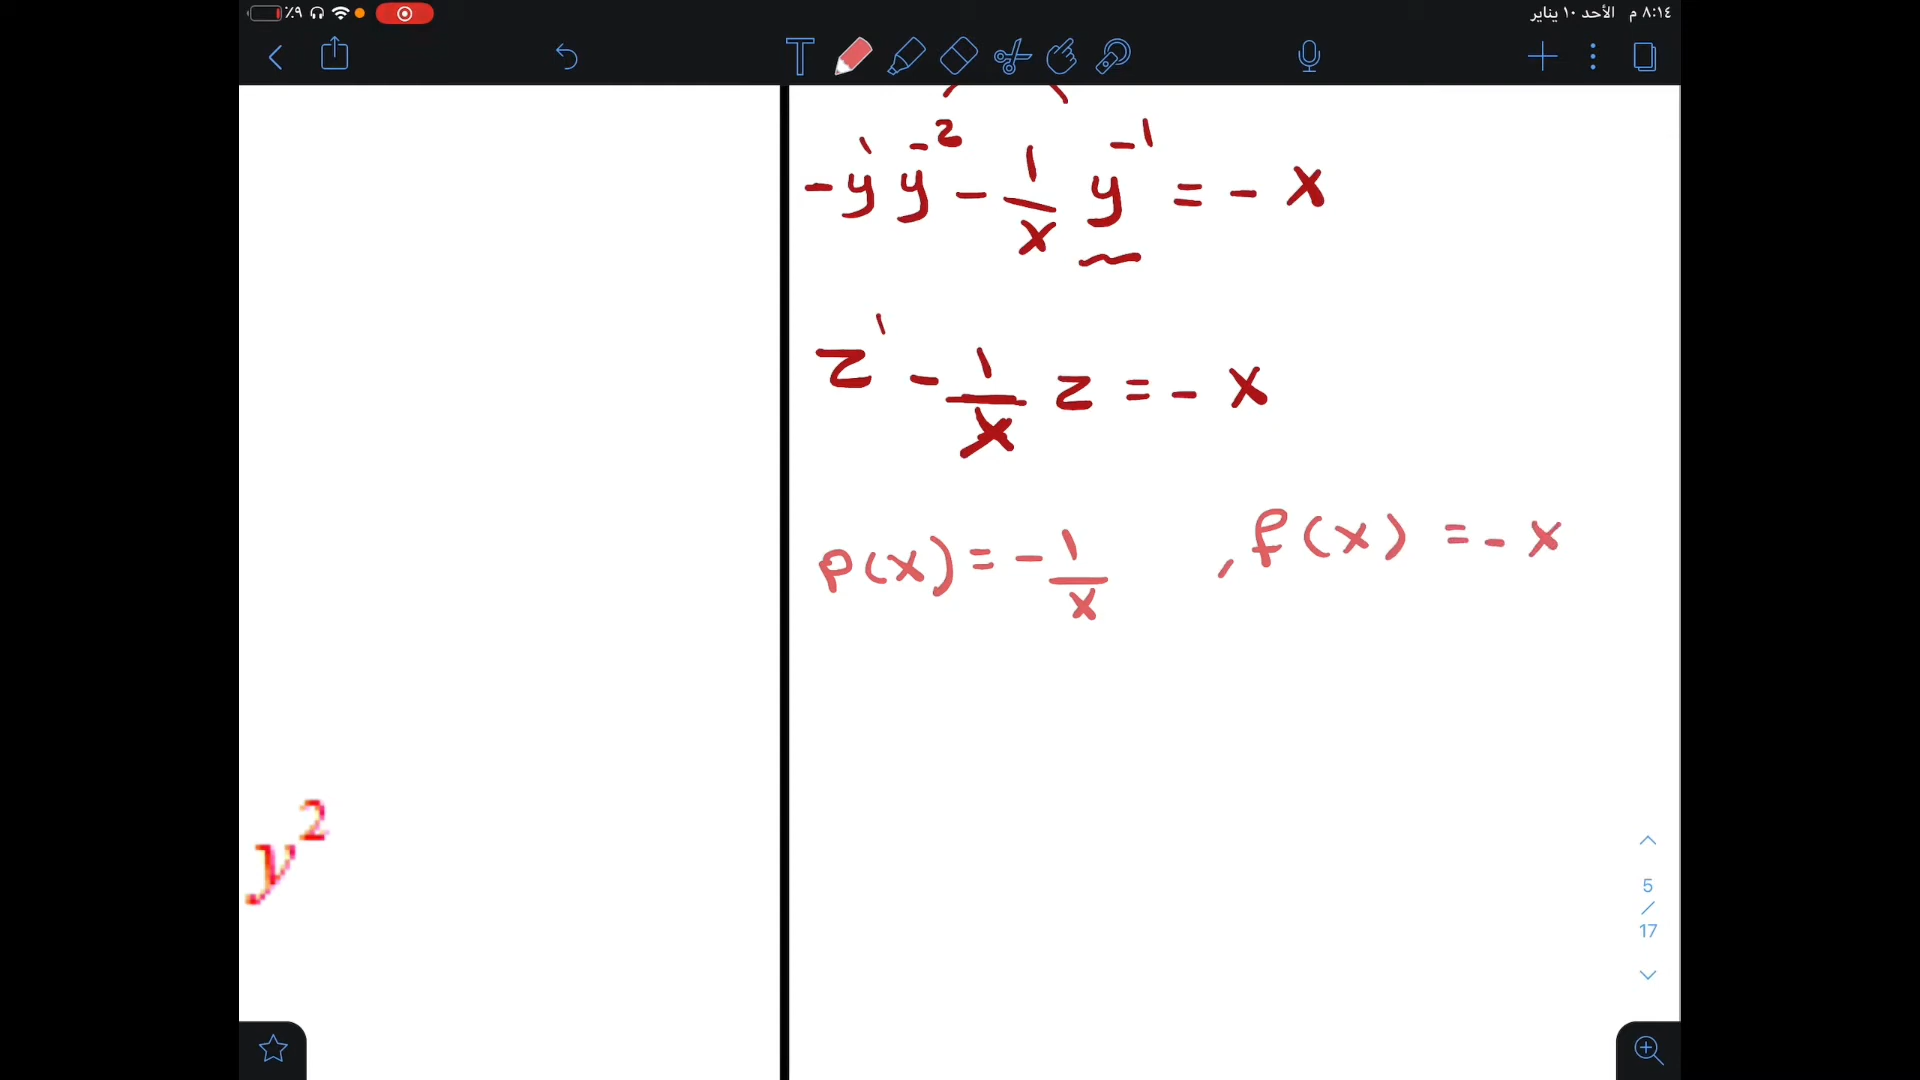 ٪٩ ٨:١٤ م الأحد ١٠ يناير
T
-y' y^-2 - 1/x y^-1 = - x
z' - 1/x z = - x
p(x) = - 1/x , f(x) = - x
y^2
5
/
17